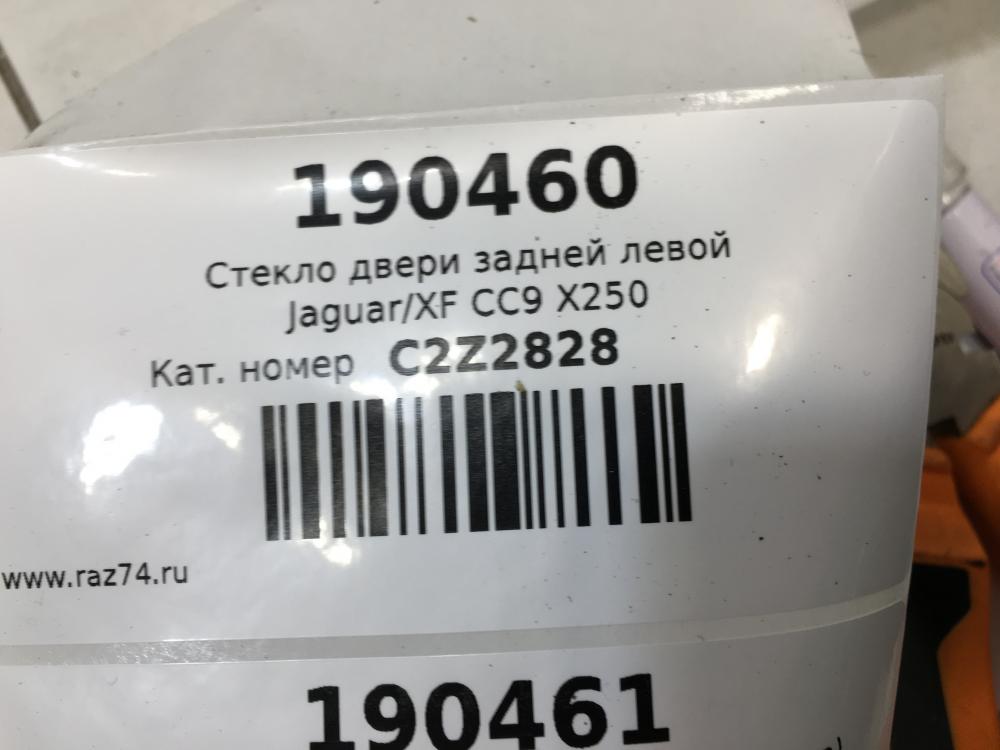 190460
Стекло двери задней левой
Jaguar/XF CC9 X250
Кат. номер C2Z2828
www.raz74.ru
190461